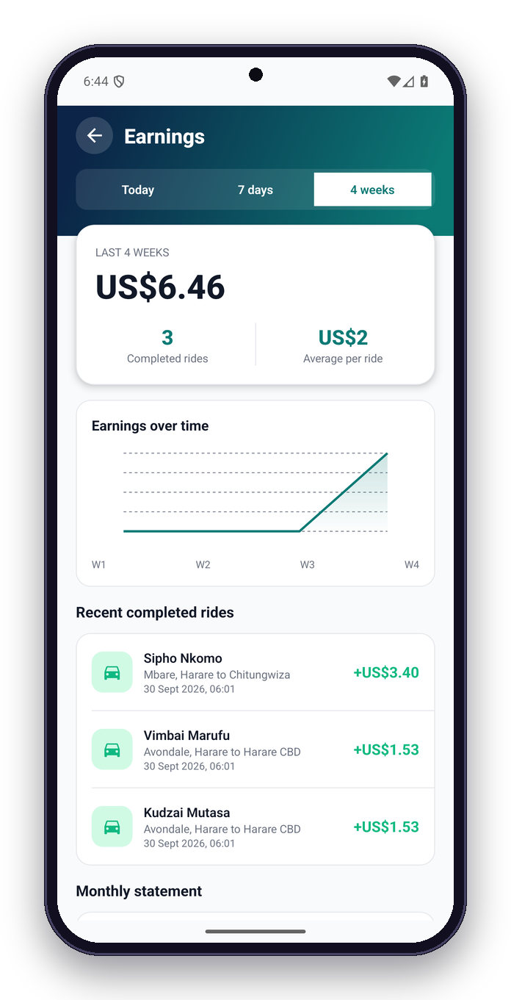 6:44
Earnings
Today
7 days
4 weeks
LAST 4 WEEKS
US$6.46
3
US$2
Completed rides
Average per ride
Earnings over time
W1
W2
W3
W4
Recent completed rides
Sipho Nkomo
Mbare, Harare to Chitungwiza
30 Sept 2026, 06:01
+US$3.40
Vimbai Marufu
Avondale, Harare to Harare CBD
30 Sept 2026, 06:01
+US$1.53
Kudzai Mutasa
Avondale, Harare to Harare CBD
30 Sept 2026, 06:01
+US$1.53
Monthly statement